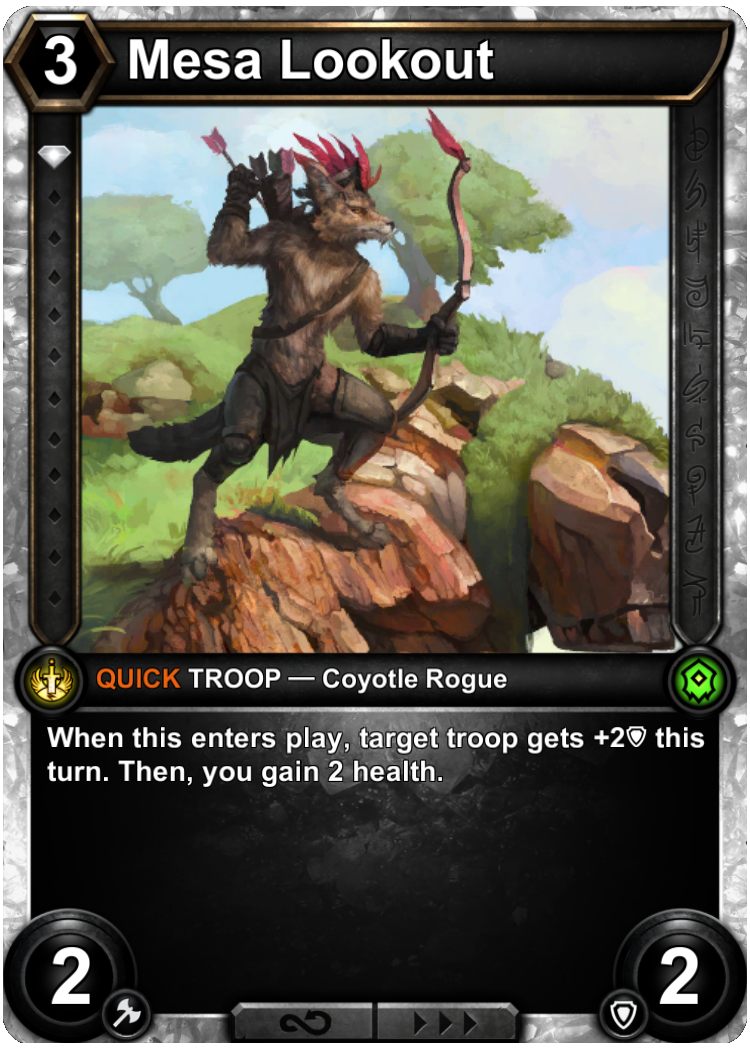 3 Mesa Lookout
QUICK TROOP — Coyotle Rogue
When this enters play, target troop gets +2 this
turn. Then, you gain 2 health.
2 2